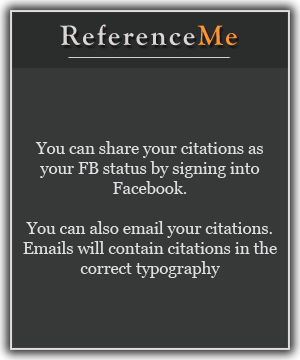 ReferenceMe
You can share your citations as
your FB status by signing into
Facebook.
You can also email your citations.
Emails will contain citations in the
correct typography